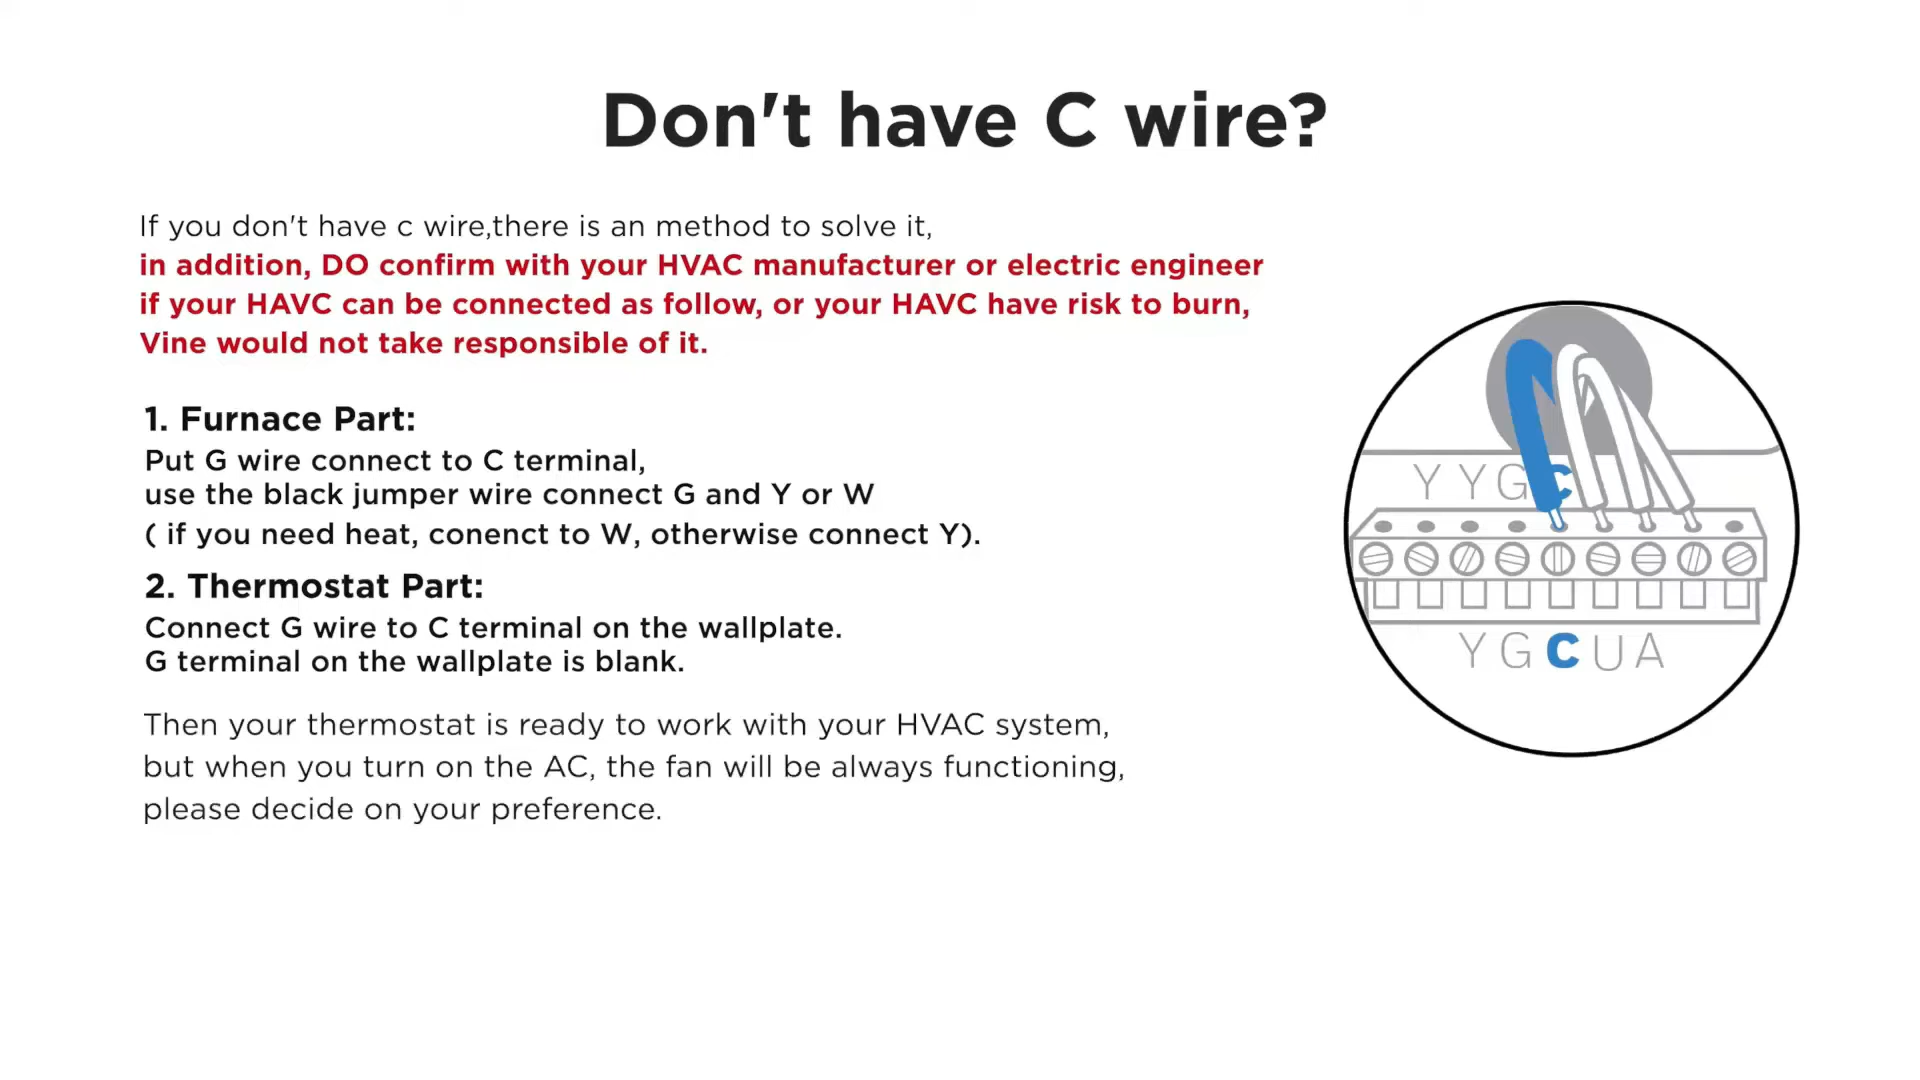 Don't have C wire?
If you don't have c wire,there is an method to solve it,
in addition, DO confirm with your HVAC manufacturer or electric engineer
if your HAVC can be connected as follow, or your HAVC have risk to burn,
Vine would not take responsible of it.
1. Furnace Part:
Put G wire connect to C terminal,
use the black jumper wire connect G and Y or W
( if you need heat, conenct to W, otherwise connect Y).
2. Thermostat Part:
Connect G wire to C terminal on the wallplate.
G terminal on the wallplate is blank.
Then your thermostat is ready to work with your HVAC system,
but when you turn on the AC, the fan will be always functioning,
please decide on your preference.
Y Y G C
Y G C U A